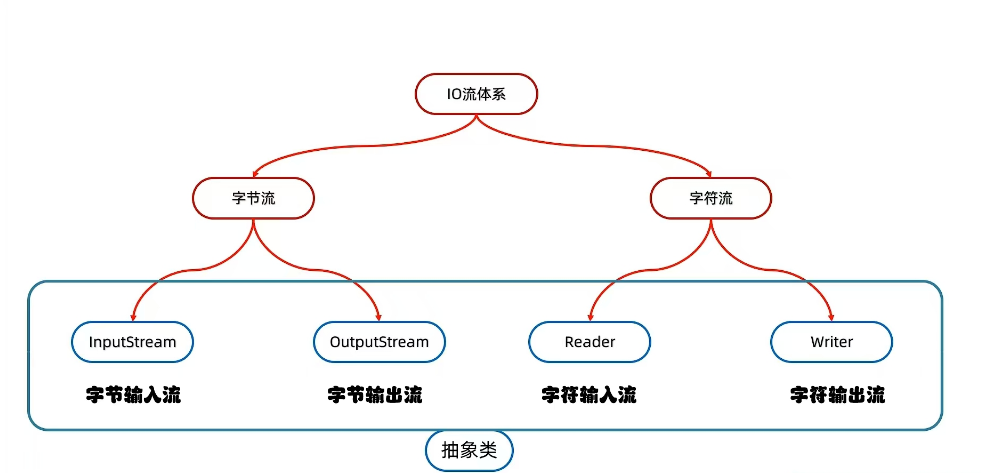 IO流体系
字节流
字符流
InputStream
OutputStream
Reader
Writer
字节输入流
字节输出流
字符输入流
字符输出流
抽象类